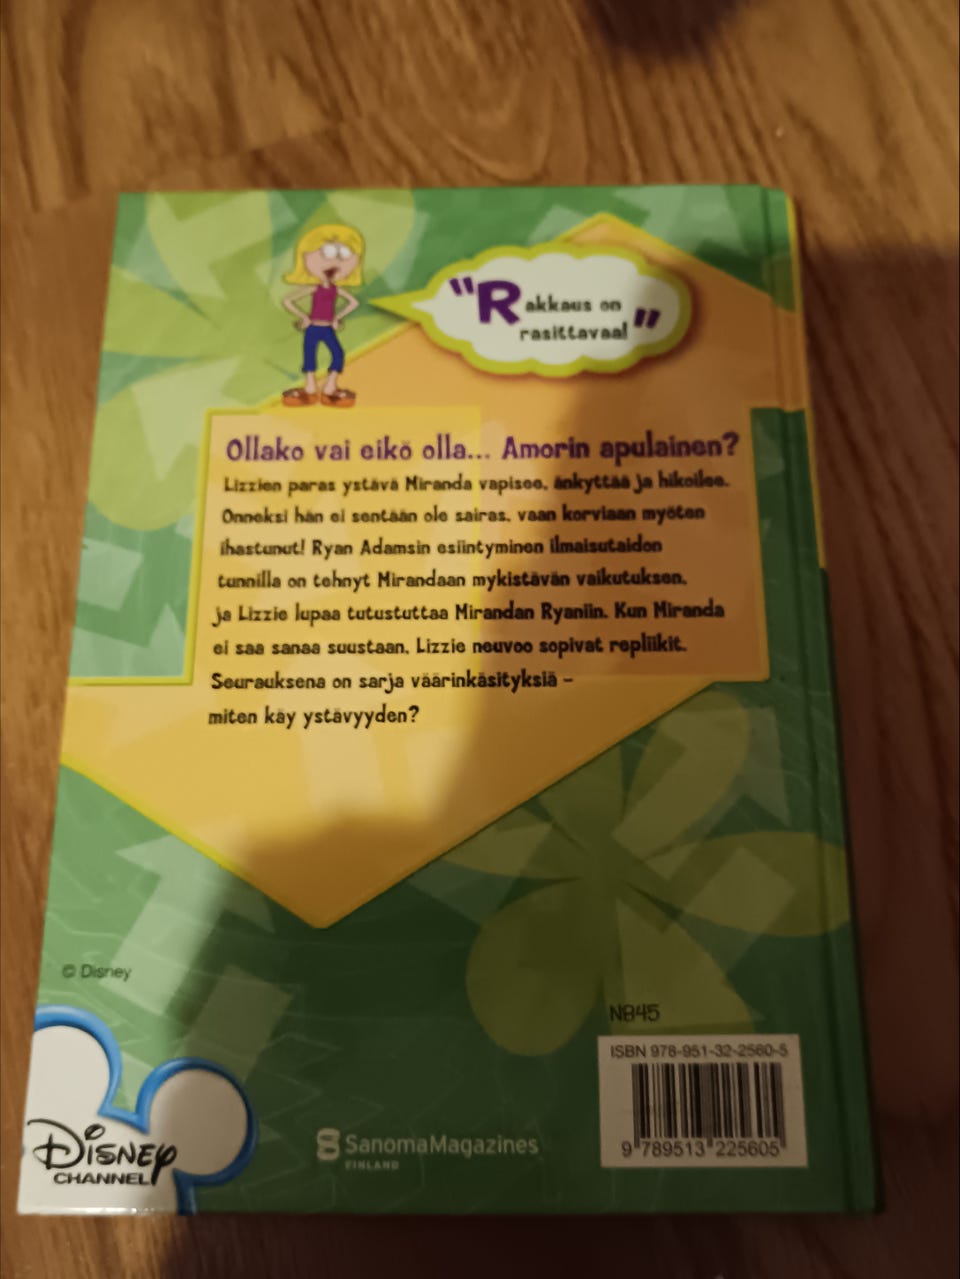 "Rakkaus on
rasittavaa!"
Ollako vai eikö olla... Amorin apulainen?
Lizzien paras ystävä Miranda vapisee, änkyttää ja hikoilee.
Onneksi hän ei sentään ole sairas, vaan korviaan myöten
ihastunut! Ryan Adamsin esiintyminen ilmaisutaidon
tunnilla on tehnyt Mirandaan mykistävän vaikutuksen,
ja Lizzie lupaa tutustuttaa Mirandan Ryaniin. Kun Miranda
ei saa sanaa suustaan, Lizzie neuvoo sopivat repliikit.
Seurauksena on sarja väärinkäsityksiä –
miten käy ystävyyden?
© Disney
NB45
ISBN 978-951-32-2560-5
9 789513 225605
Disney
CHANNEL
SanomaMagazines
FINLAND